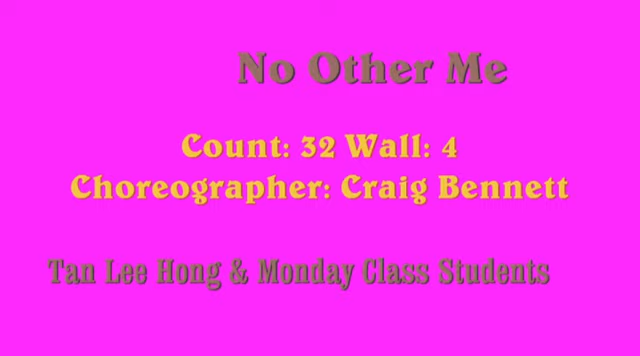 No Other Me
Count: 32 Wall: 4
Choreographer: Craig Bennett
Tan Lee Hong & Monday Class Students